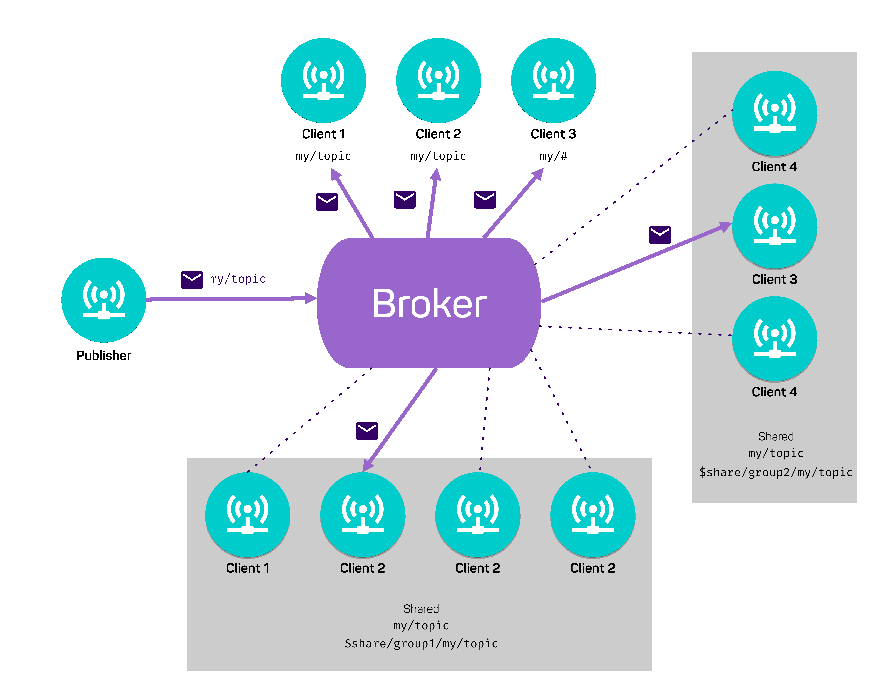 Client 1
my/topic
Client 2
my/topic
Client 3
my/#
Client 4
Client 3
Client 4
Shared
my/topic
$share/group2/my/topic
my/topic
Publisher
Broker
Client 1
Client 2
Client 2
Client 2
Shared
my/topic
$share/group1/my/topic